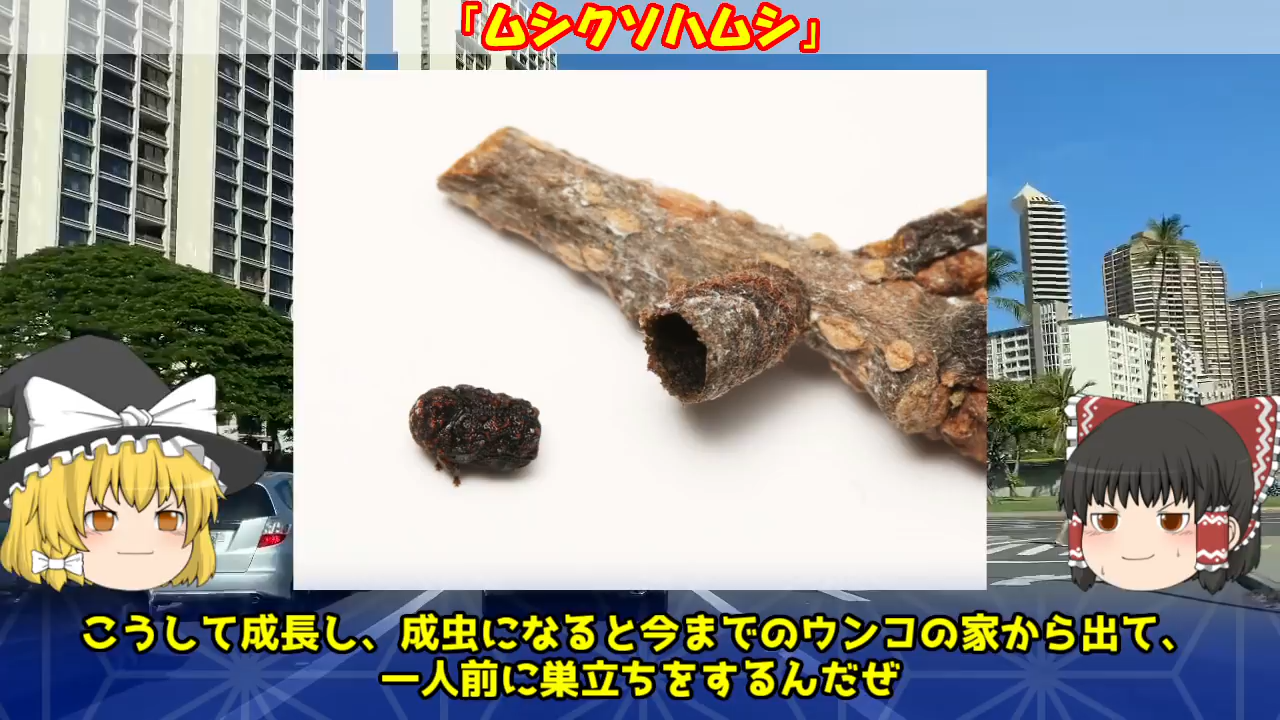 「ムシクソハムシ」
こうして成長し、成虫になると今までのウンコの家から出て、
一人前に巣立ちをするんだぜ